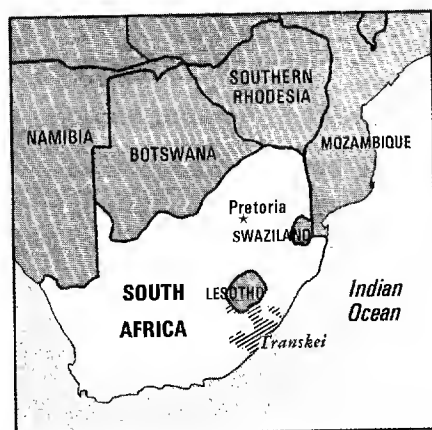 SOUTHERN
RHODESIA
NAMIBIA
BOTSWANA
MOZAMBIQUE
Pretoria
SWAZILAND
SOUTH
AFRICA
LESOTHO
Indian
Ocean
Transkei